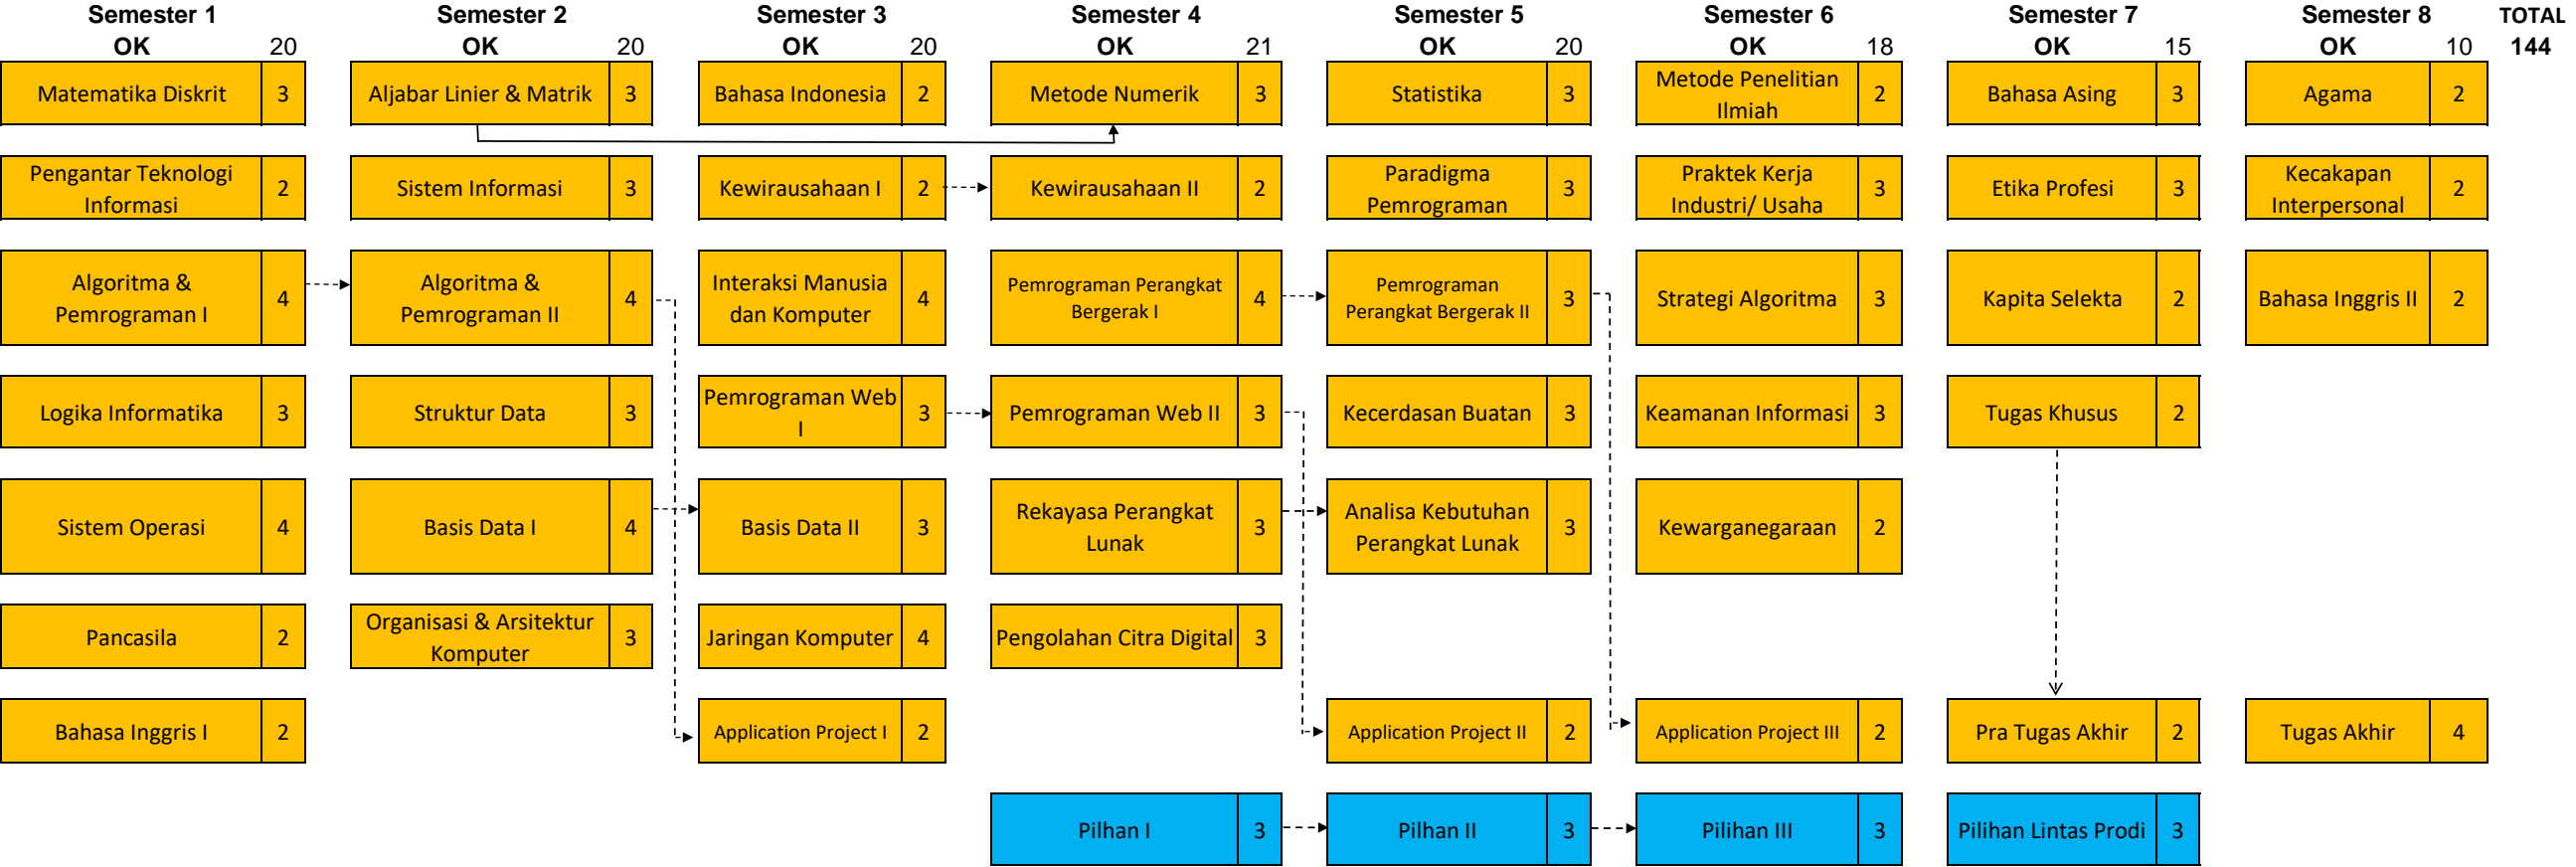 Semester 1 Semester 2 Semester 3 Semester 4 Semester 5 Semester 6 Semester 7 Semester 8 TOTAL
OK 20 OK 20 OK 20 OK 21 OK 20 OK 18 OK 15 OK 10 144
Matematika Diskrit 3
Aljabar Linier & Matrik 3
Bahasa Indonesia 2
Metode Numerik 3
Statistika 3
Metode Penelitian
Ilmiah 2
Bahasa Asing 3
Agama 2
Pengantar Teknologi
Informasi 2
Sistem Informasi 3
Kewirausahaan I 2
Kewirausahaan II 2
Paradigma
Pemrograman 3
Praktek Kerja
Industri/ Usaha 3
Etika Profesi 3
Kecakapan
Interpersonal 2
Algoritma &
Pemrograman I 4
Algoritma &
Pemrograman II 4
Interaksi Manusia
dan Komputer 4
Pemrograman Perangkat
Bergerak I 4
Pemrograman
Perangkat Bergerak II 3
Strategi Algoritma 3
Kapita Selekta 2
Bahasa Inggris II 2
Logika Informatika 3
Struktur Data 3
Pemrograman Web
I 3
Pemrograman Web II 3
Kecerdasan Buatan 3
Keamanan Informasi 3
Tugas Khusus 2
Sistem Operasi 4
Basis Data I 4
Basis Data II 3
Rekayasa Perangkat
Lunak 3
Analisa Kebutuhan
Perangkat Lunak 3
Kewarganegaraan 2
Pancasila 2
Organisasi & Arsitektur
Komputer 3
Jaringan Komputer 4
Pengolahan Citra Digital 3
Bahasa Inggris I 2
Application Project I 2
Application Project II 2
Application Project III 2
Pra Tugas Akhir 2
Tugas Akhir 4
Pilhan I 3
Pilhan II 3
Pilihan III 3
Pilihan Lintas Prodi 3